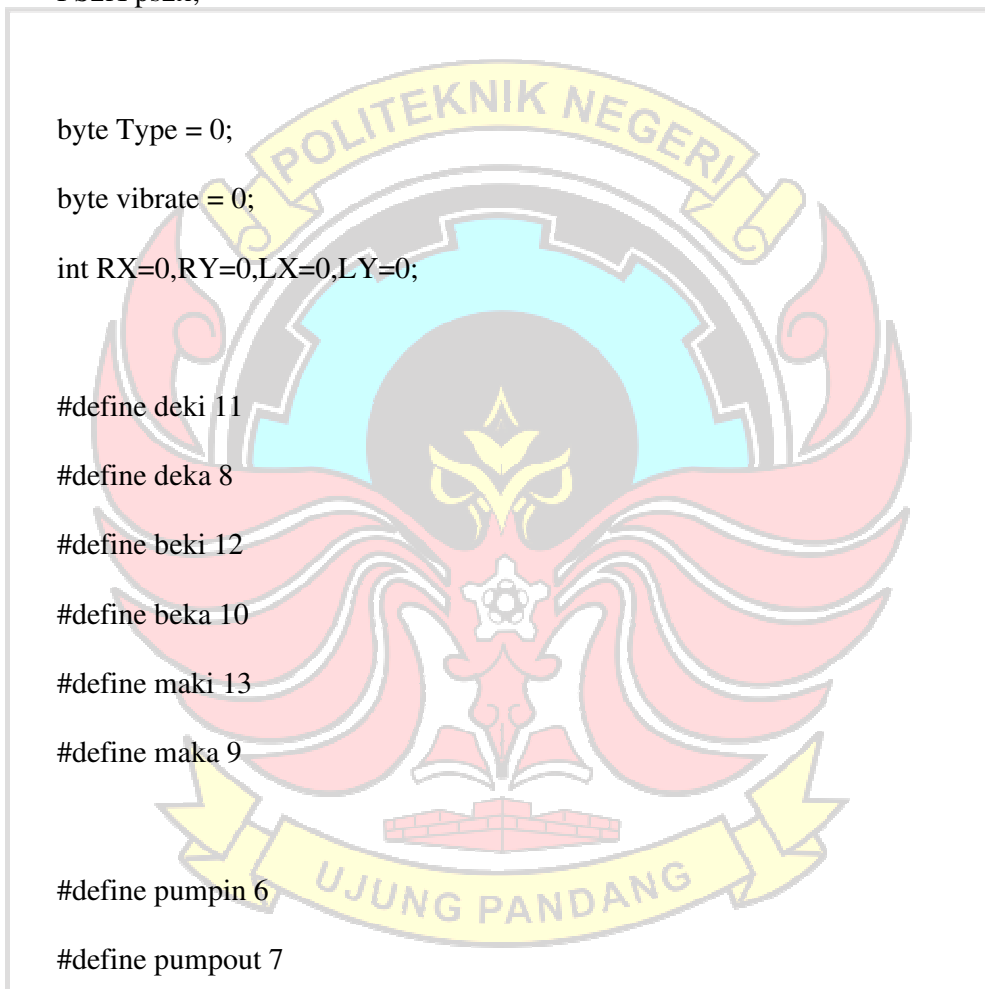 byte Type = 0;
POLITEKNIK NEGERI
byte vibrate = 0;
int RX=0,RY=0,LX=0,LY=0;
#define deki 11
#define deka 8
#define beki 12
#define beka 10
#define maki 13
#define maka 9
#define pumpin 6
UJUNG PANDANG
#define pumpout 7